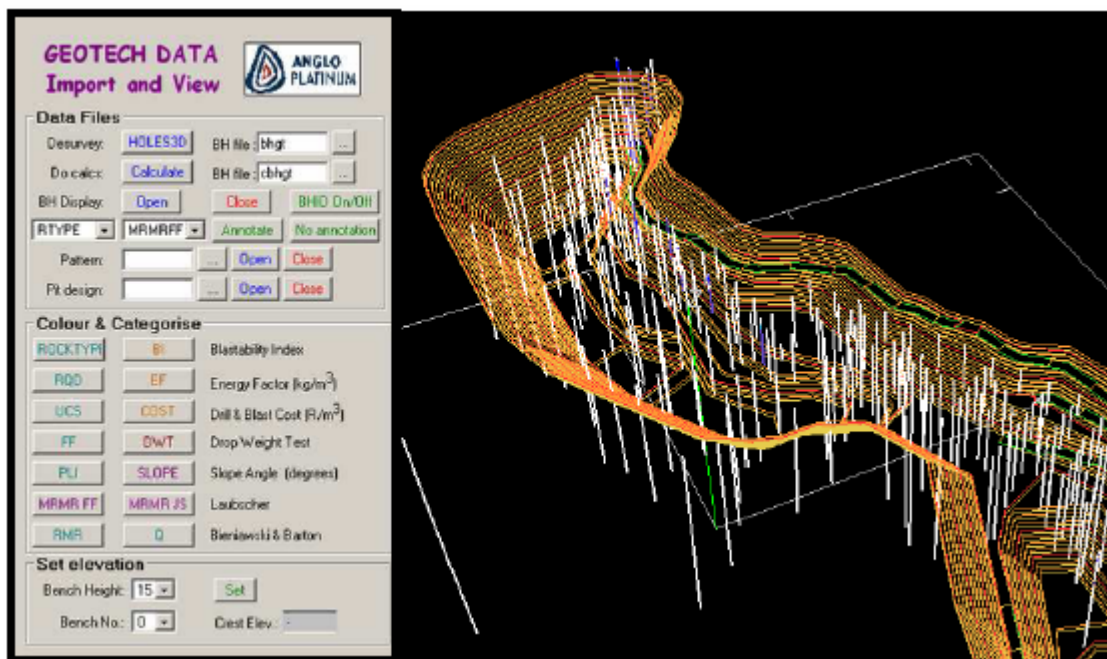 GEOTECH DATA
Import and View
ANGLO
PLATINUM
Data Files
Desurvey: HOLES3D BH file : bhgt ...
Do calcs: Calculate BH file : cbhgt ...
BH Display: Open Close BHID On/Off
RTYPE MRMRFF Annotate No annotation
Pattern: ... Open Close
Pit design: ... Open Close
Colour & Categorise
ROCKTYPE BI Blastability Index
RQD EF Energy Factor (kg/m³)
UCS COST Drill & Blast Cost (R/m³)
FF DWT Drop Weight Test
PLI SLOPE Slope Angle (degrees)
MRMR FF MRMR JS Laubscher
RMR Q Bieniawski & Barton
Set elevation
Bench Height: 15 Set
Bench No.: 0 Crest Elev.: -